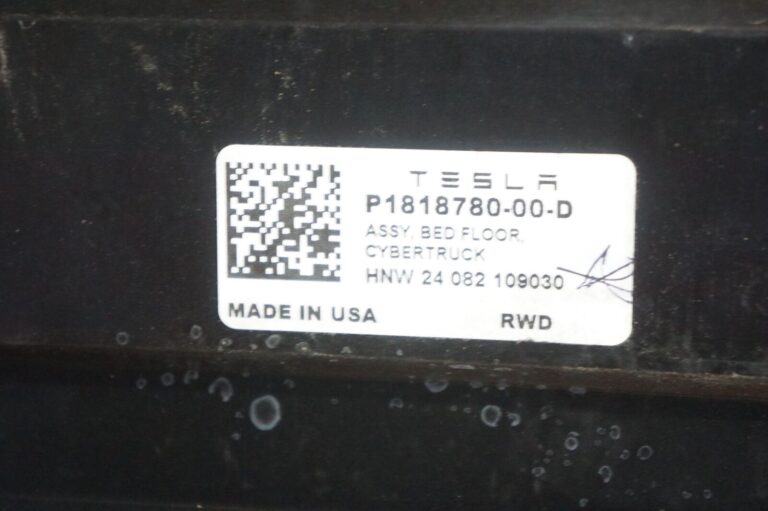 TESLA
P1818780-00-D
ASSY, BED FLOOR,
CYBERTRUCK
HNW 24 082 109030
MADE IN USA
RWD